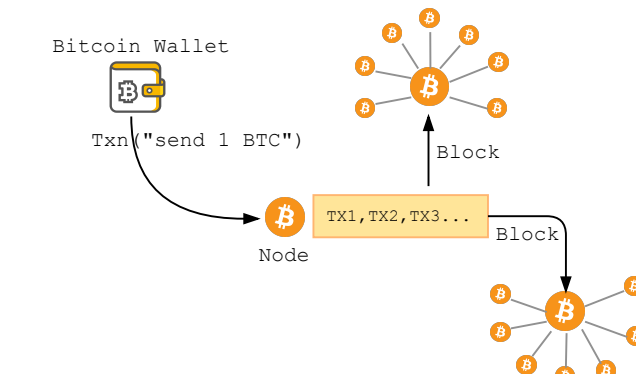 Bitcoin Wallet
Txn("send 1 BTC")
Block
TX1,TX2,TX3...
Block
Node